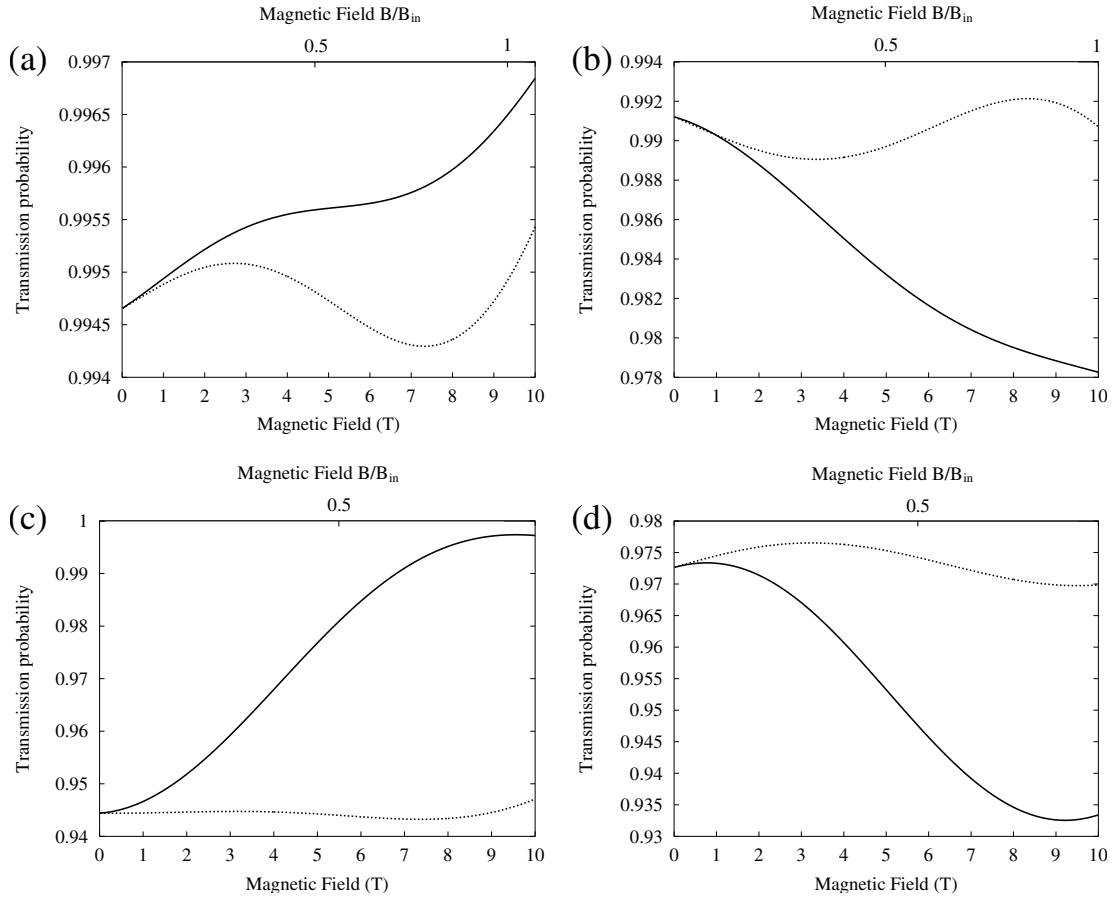 Magnetic Field B/B_in
0.5 1
(a)
0.997
0.9965
0.996
0.9955
0.995
0.9945
0.994
Transmission probability
0 1 2 3 4 5 6 7 8 9 10
Magnetic Field (T)
Magnetic Field B/B_in
0.5 1
(b)
0.994
0.992
0.99
0.988
0.986
0.984
0.982
0.98
0.978
Transmission probability
0 1 2 3 4 5 6 7 8 9 10
Magnetic Field (T)
Magnetic Field B/B_in
0.5
(c)
1
0.99
0.98
0.97
0.96
0.95
0.94
Transmission probability
0 1 2 3 4 5 6 7 8 9 10
Magnetic Field (T)
Magnetic Field B/B_in
0.5
(d)
0.98
0.975
0.97
0.965
0.96
0.955
0.95
0.945
0.94
0.935
0.93
Transmission probability
0 1 2 3 4 5 6 7 8 9 10
Magnetic Field (T)